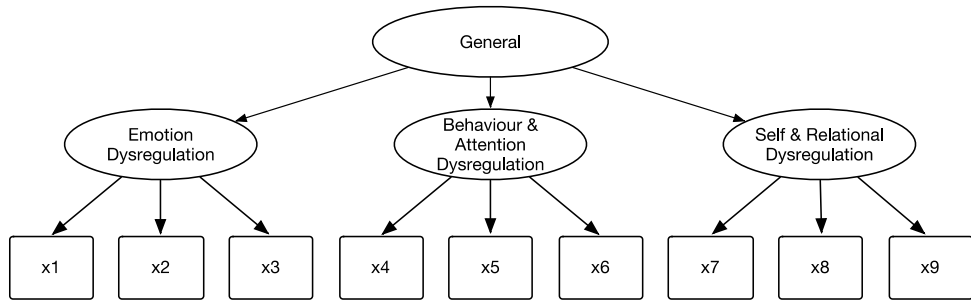 General
Emotion
Dysregulation
Behaviour &
Attention
Dysregulation
Self & Relational
Dysregulation
x1
x2
x3
x4
x5
x6
x7
x8
x9